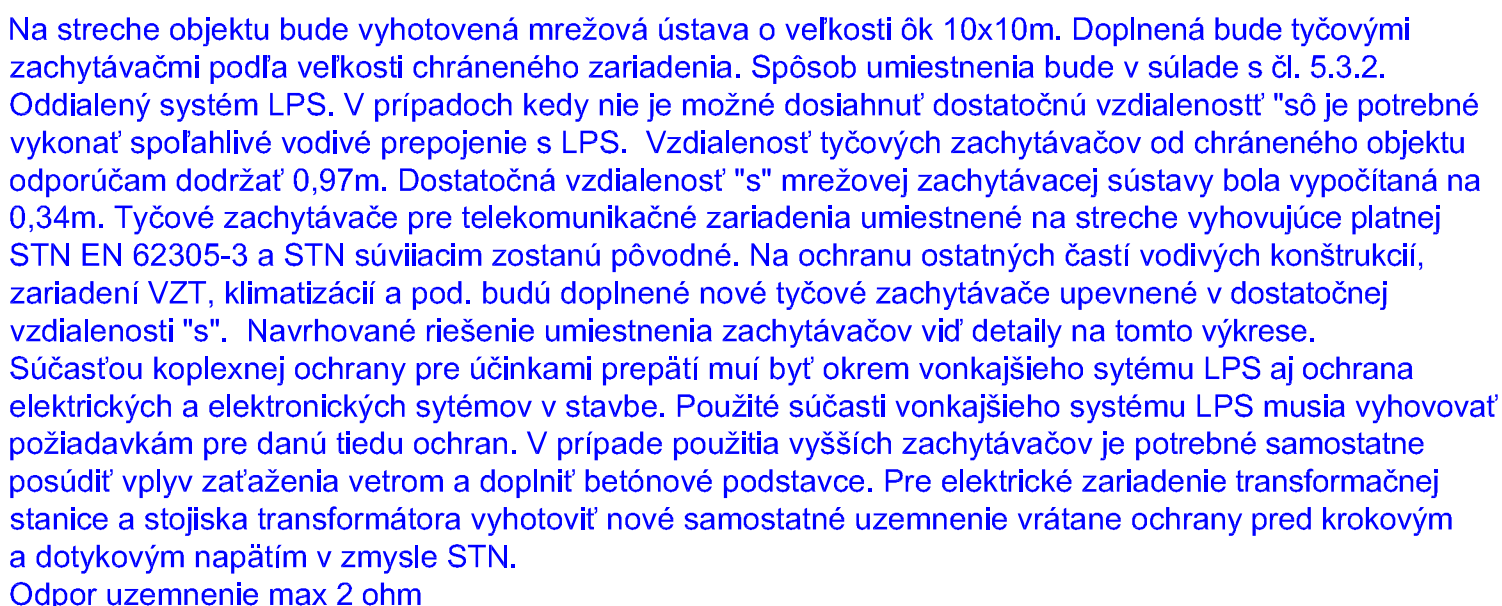 Na streche objektu bude vyhotovená mrežová ústava o veľkosti ôk 10x10m. Doplnená bude tyčovými
zachytávačmi podľa veľkosti chráneného zariadenia. Spôsob umiestnenia bude v súlade s čl. 5.3.2.
Oddialený systém LPS. V prípadoch kedy nie je možné dosiahnuť dostatočnú vzdialenostť "sô je potrebné
vykonať spoľahlivé vodivé prepojenie s LPS.  Vzdialenosť tyčových zachytávačov od chráneného objektu
odporúčam dodržať 0,97m. Dostatočná vzdialenosť "s" mrežovej zachytávacej sústavy bola vypočítaná na
0,34m. Tyčové zachytávače pre telekomunikačné zariadenia umiestnené na streche vyhovujúce platnej
STN EN 62305-3 a STN súviiacim zostanú pôvodné. Na ochranu ostatných častí vodivých konštrukcií,
zariadení VZT, klimatizácií a pod. budú doplnené nové tyčové zachytávače upevnené v dostatočnej
vzdialenosti "s".  Navrhované riešenie umiestnenia zachytávačov viď detaily na tomto výkrese.
Súčasťou koplexnej ochrany pre účinkami prepätí muí byť okrem vonkajšieho sytému LPS aj ochrana
elektrických a elektronických sytémov v stavbe. Použité súčasti vonkajšieho systému LPS musia vyhovovať
požiadavkám pre danú tiedu ochran. V prípade použitia vyšších zachytávačov je potrebné samostatne
posúdiť vplyv zaťaženia vetrom a doplniť betónové podstavce. Pre elektrické zariadenie transformačnej
stanice a stojiska transformátora vyhotoviť nové samostatné uzemnenie vrátane ochrany pred krokovým
a dotykovým napätím v zmysle STN.
Odpor uzemnenie max 2 ohm